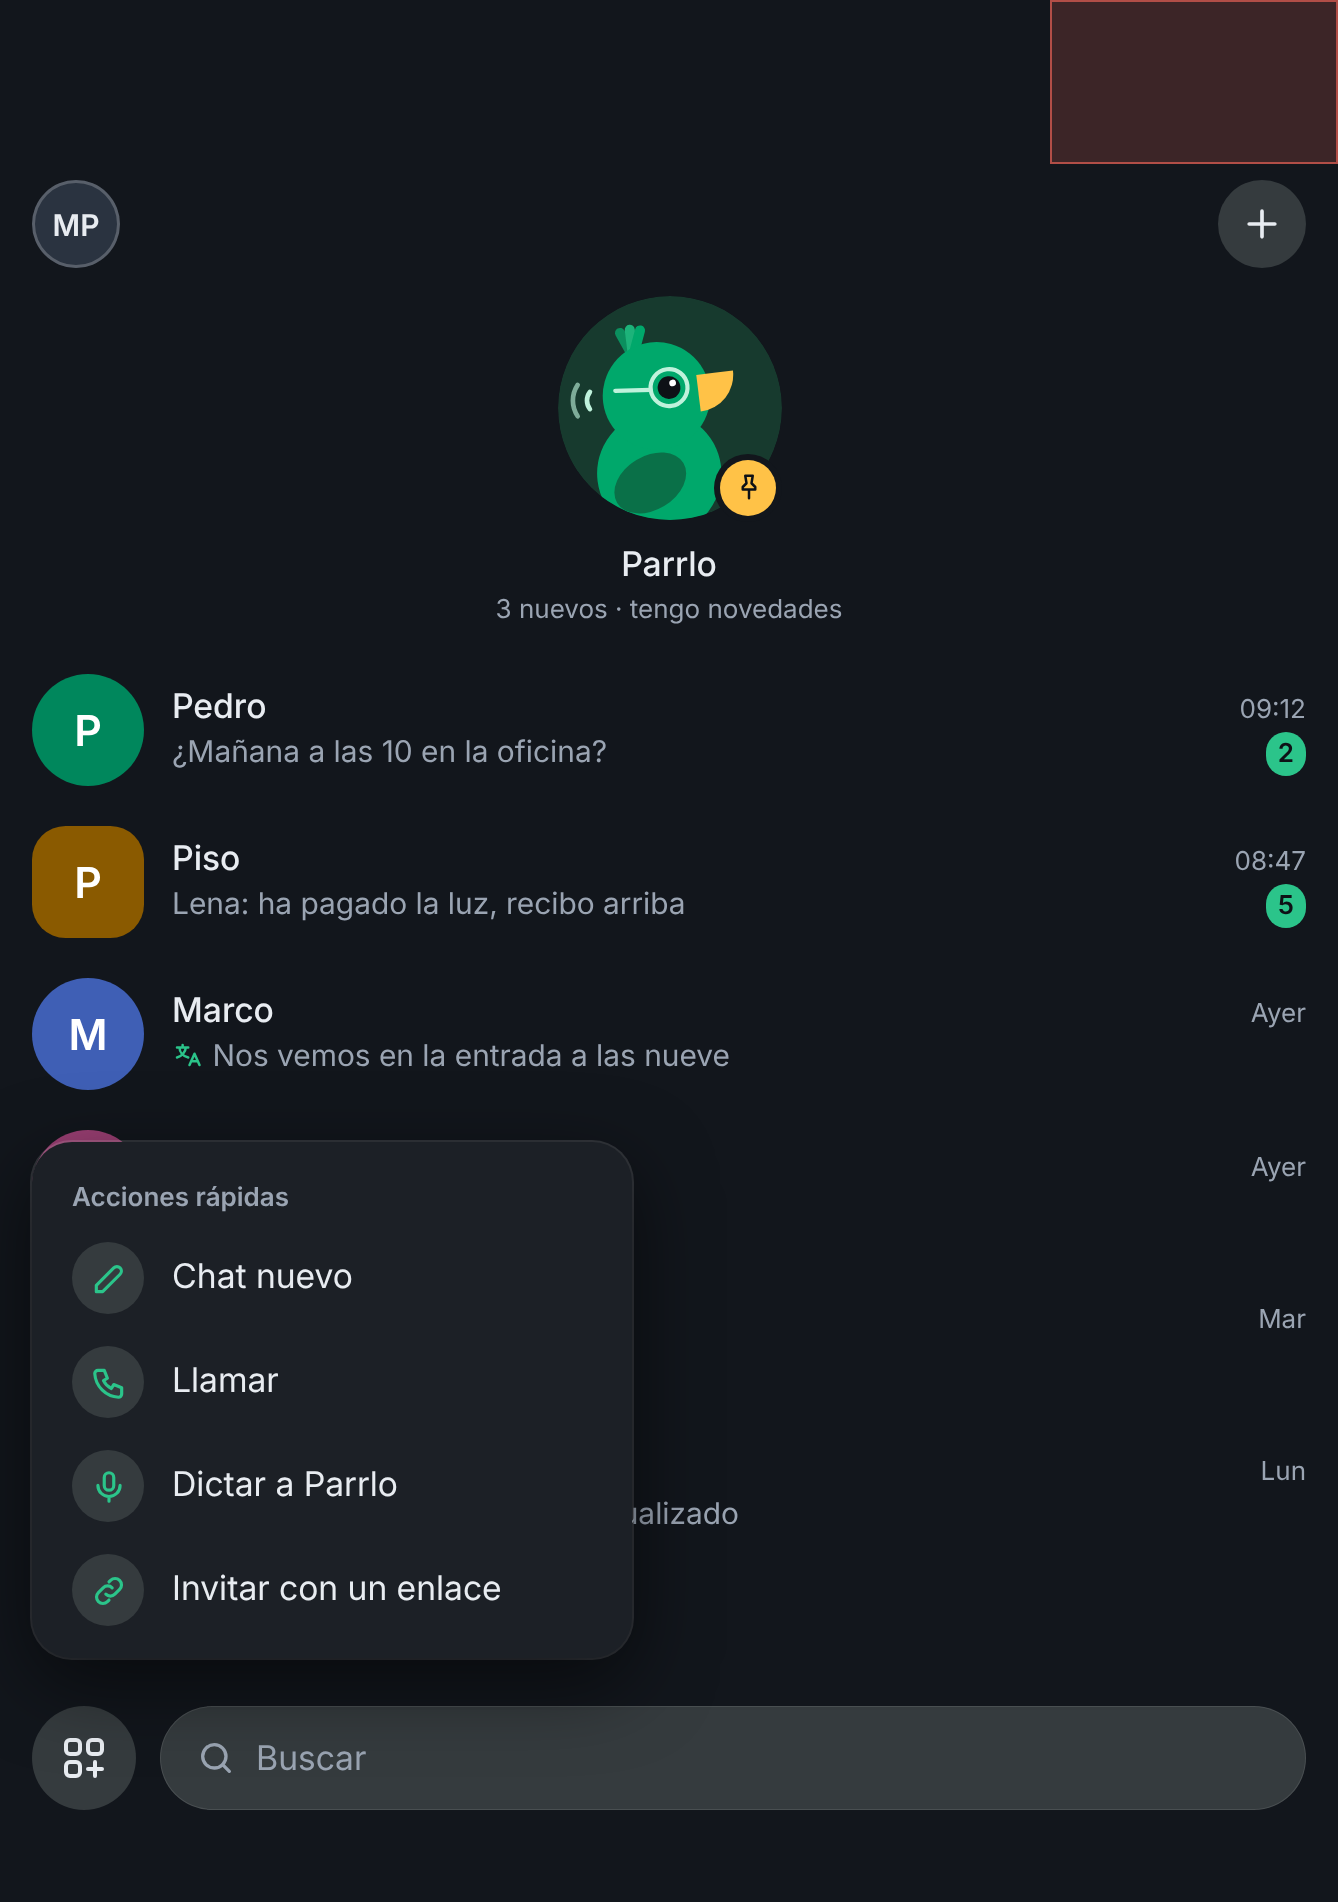 MP
Parrlo
3 nuevos · tengo novedades
P
Pedro
09:12
¿Mañana a las 10 en la oficina?
2
P
Piso
08:47
Lena: ha pagado la luz, recibo arriba
5
M
Marco
Ayer
Nos vemos en la entrada a las nueve
Ayer
Acciones rápidas
Chat nuevo
Mar
Llamar
Lun
Dictar a Parrlo
ualizado
Invitar con un enlace
Buscar